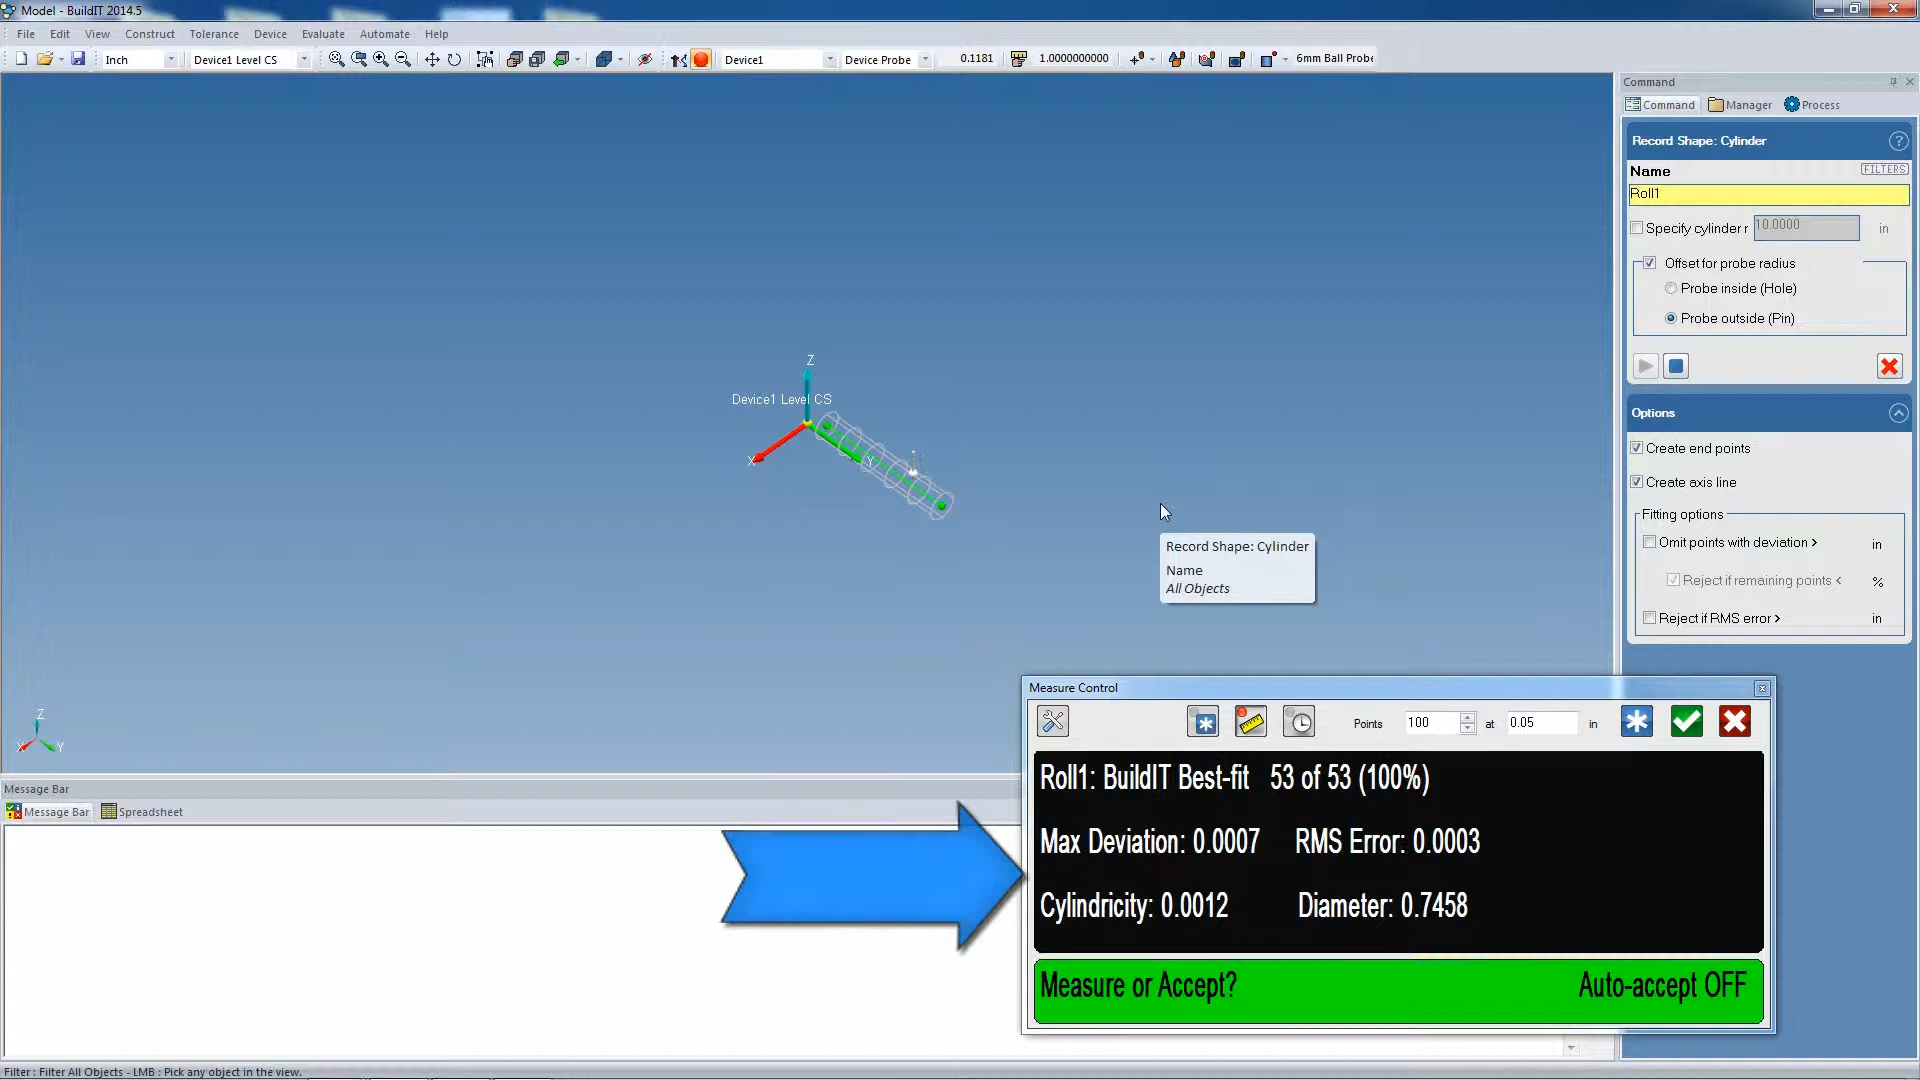 Model - BuildIT 2014.5
File Edit View Construct Tolerance Device Evaluate Automate Help
Inch Device1 Level CS Device1 Device Probe 0.1181 1.0000000000 6mm Ball Probe
Command
Command Manager Process
Record Shape: Cylinder ?
Name FILTERS
Roll1
Specify cylinder r 10.0000 in
Offset for probe radius
Probe inside (Hole)
Probe outside (Pin)
Options
Create end points
Create axis line
Fitting options
Omit points with deviation > in
Reject if remaining points < %
Reject if RMS error > in
Z
Device1 Level CS
X
Y
Record Shape: Cylinder
Name
All Objects
Z
X Y
Measure Control
Points 100 at 0.05 in
Roll1: BuildIT Best-fit 53 of 53 (100%)
Max Deviation: 0.0007 RMS Error: 0.0003
Cylindricity: 0.0012 Diameter: 0.7458
Measure or Accept? Auto-accept OFF
Message Bar
Message Bar Spreadsheet
Filter : Filter All Objects - LMB : Pick any object in the view.